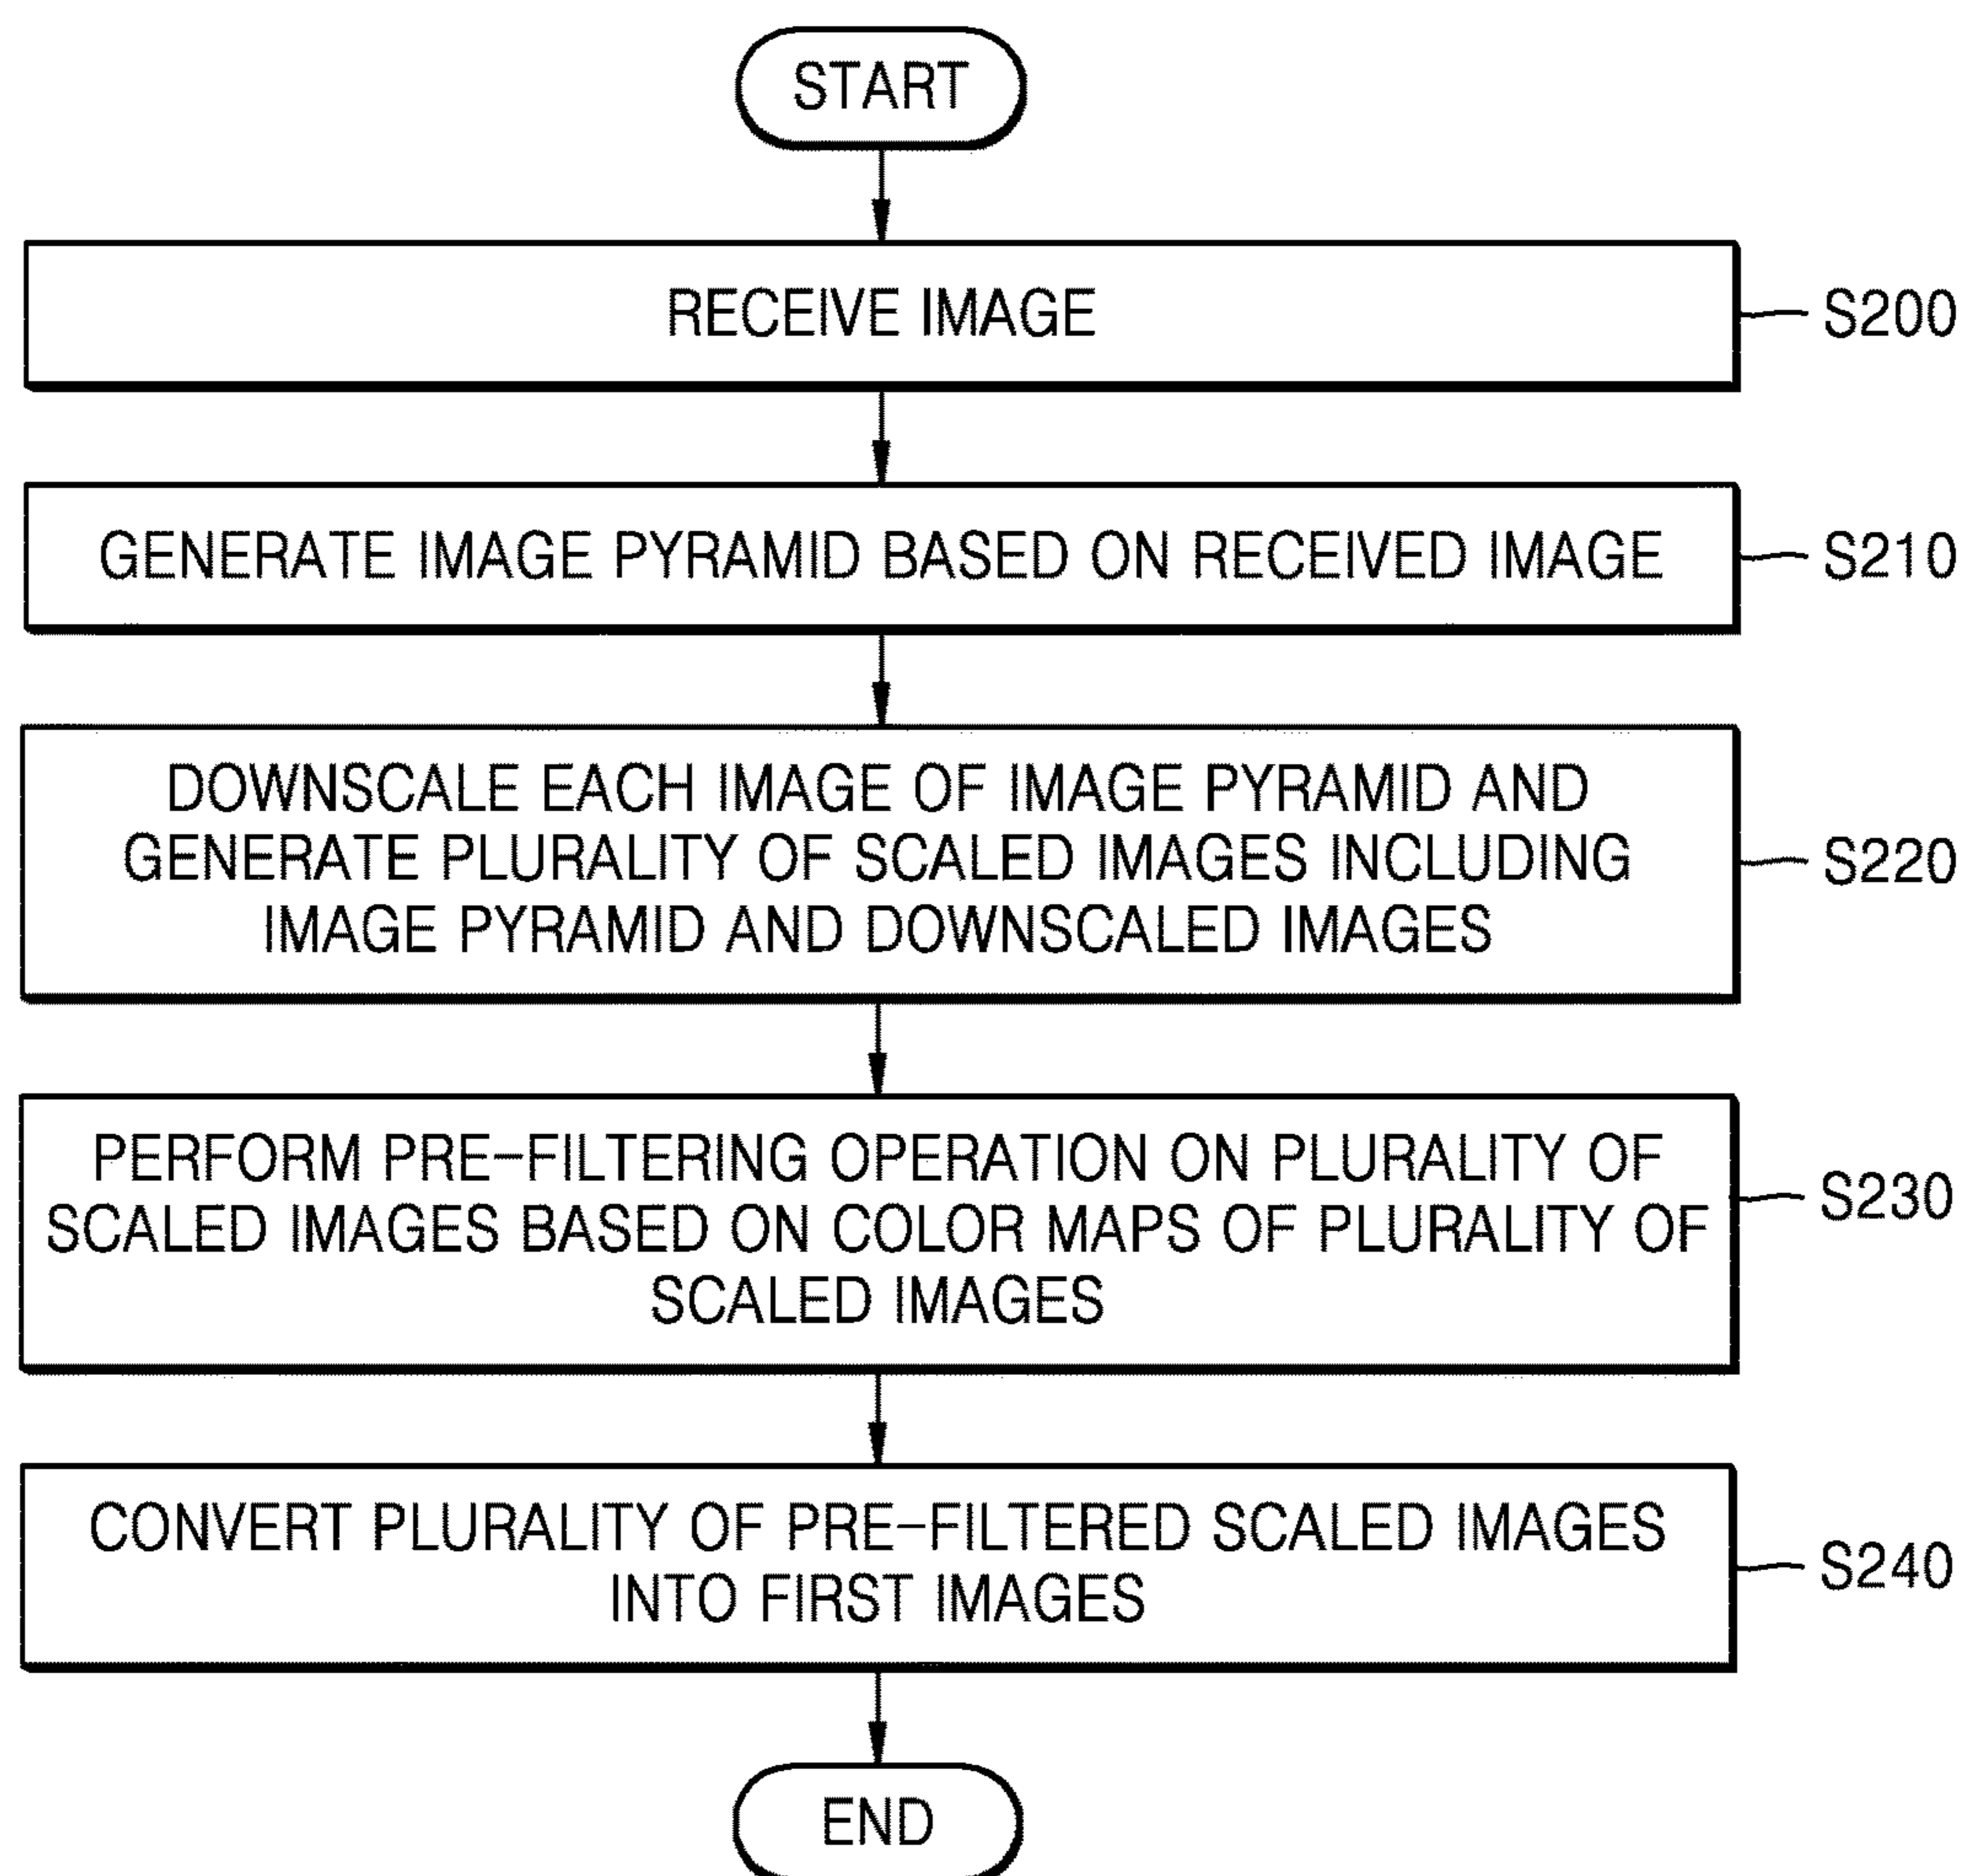 START
RECEIVE IMAGE
S200
GENERATE IMAGE PYRAMID BASED ON RECEIVED IMAGE
S210
DOWNSCALE EACH IMAGE OF IMAGE PYRAMID AND
GENERATE PLURALITY OF SCALED IMAGES INCLUDING
IMAGE PYRAMID AND DOWNSCALED IMAGES
S220
PERFORM PRE-FILTERING OPERATION ON PLURALITY OF
SCALED IMAGES BASED ON COLOR MAPS OF PLURALITY OF
SCALED IMAGES
S230
CONVERT PLURALITY OF PRE-FILTERED SCALED IMAGES
INTO FIRST IMAGES
S240
END